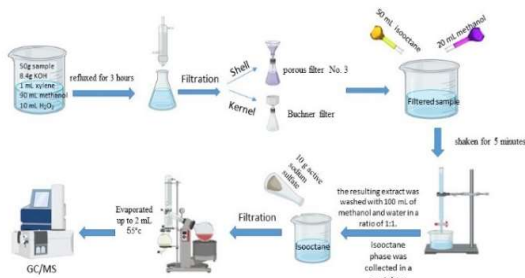 50g sample
8.4g KOH
1 mL xylene
90 mL methanol
10 mL H₂O₂
refluxed for 3 hours
Filtration
Shell
porous filter No. 3
Kernel
Buchner filter
50 mL isooctane
20 mL methanol
Filtered sample
shaken for 5 minutes
the resulting extract was
washed with 100 mL of
methanol and water in a
ratio of 1:1.
Isooctane
phase was
collected in a
10 g active
sodium
sulfate
Isooctane
Filtration
Evaporated
up to 2 mL
55°c
GC/MS